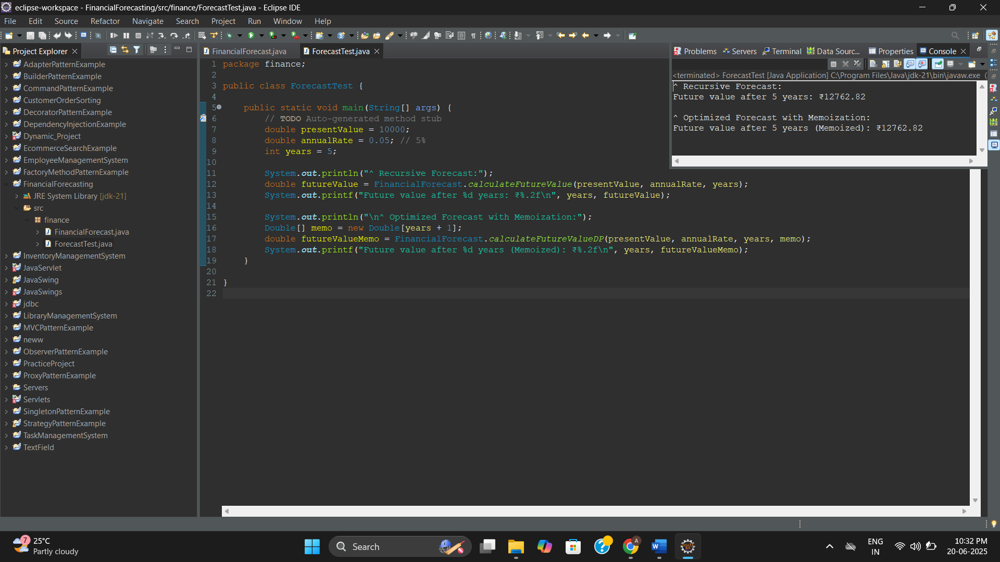 eclipse-workspace - FinancialForecasting/src/finance/ForecastTest.java - Eclipse IDE
File Edit Source Refactor Navigate Search Project Run Window Help
Project Explorer
AdapterPatternExample
BuilderPatternExample
CommandPatternExample
CustomerOrderSorting
DecoratorPatternExample
DependencyInjectionExample
Dynamic_Project
EcommerceSearchExample
EmployeeManagementSystem
FactoryMethodPatternExample
FinancialForecasting
JRE System Library [jdk-21]
src
finance
FinancialForecast.java
ForecastTest.java
InventoryManagementSystem
JavaServlet
JavaSwing
JavaSwings
jdbc
LibraryManagementSystem
MVCPatternExample
neww
ObserverPatternExample
PracticeProject
ProxyPatternExample
Servers
Servlets
SingletonPatternExample
StrategyPatternExample
TaskManagementSystem
TextField
FinancialForecast.java ForecastTest.java
1 package finance;
2
3 public class ForecastTest {
4
5 public static void main(String[] args) {
6 // TODO Auto-generated method stub
7 double presentValue = 10000;
8 double annualRate = 0.05; // 5%
9 int years = 5;
10
11 System.out.println("^ Recursive Forecast:");
12 double futureValue = FinancialForecast.calculateFutureValue(presentValue, annualRate, years);
13 System.out.printf("Future value after %d years: ₹%.2f\n", years, futureValue);
14
15 System.out.println("\n^ Optimized Forecast with Memoization:");
16 Double[] memo = new Double[years + 1];
17 double futureValueMemo = FinancialForecast.calculateFutureValueDP(presentValue, annualRate, years, memo);
18 System.out.printf("Future value after %d years (Memoized): ₹%.2f\n", years, futureValueMemo);
19 }
20
21 }
22
Problems Servers Terminal Data Sourc... Properties Console
<terminated> ForecastTest [Java Application] C:\Program Files\Java\jdk-21\bin\javaw.exe (
^ Recursive Forecast:
Future value after 5 years: ₹12762.82
^ Optimized Forecast with Memoization:
Future value after 5 years (Memoized): ₹12762.82
7
25°C
Partly cloudy
Search
A
W
ENG
IN
10:32 PM
20-06-2025